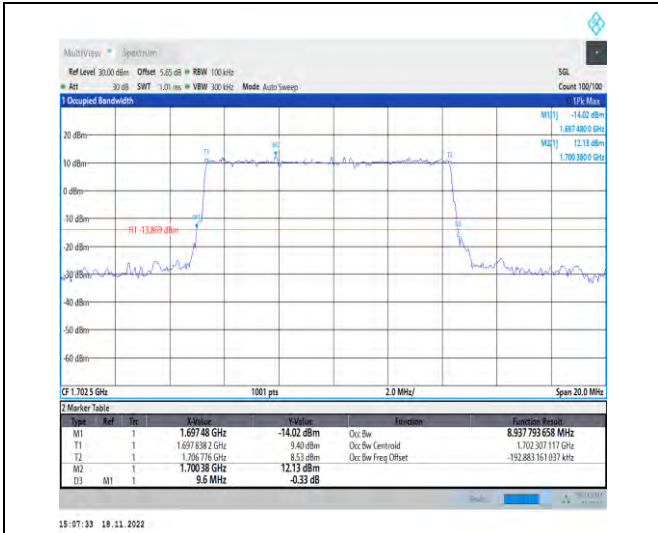 MultiView Spectrum
Ref Level 30.00 dBm Offset 5.65 dB RBW 100 kHz SGL
Att 30 dB SWT 1.01 ms VBW 300 kHz Mode Auto Sweep Count 100/100
1 Occupied Bandwidth 1Pk Max
M1[1] -14.02 dBm
1.697 480 0 GHz
M2[1] 12.13 dBm
1.700 380 0 GHz
20 dBm
T1 M2 T2
10 dBm
0 dBm
-10 dBm
M1
H1 -13.869 dBm
-20 dBm
-30 dBm
-40 dBm
-50 dBm
-60 dBm
CF 1.702 5 GHz 1001 pts 2.0 MHz/ Span 20.0 MHz
2 Marker Table
Type Ref Trc X-Value Y-Value Function Function Result
M1 1 1.697 48 GHz -14.02 dBm Occ Bw 8.937 793 658 MHz
T1 1 1.697 838 2 GHz 9.40 dBm Occ Bw Centroid 1.702 307 117 GHz
T2 1 1.706 776 GHz 8.53 dBm Occ Bw Freq Offset -192.883 161 037 kHz
M2 1 1.700 38 GHz 12.13 dBm
D3 M1 1 9.6 MHz -0.33 dB
15:07:33 18.11.2022